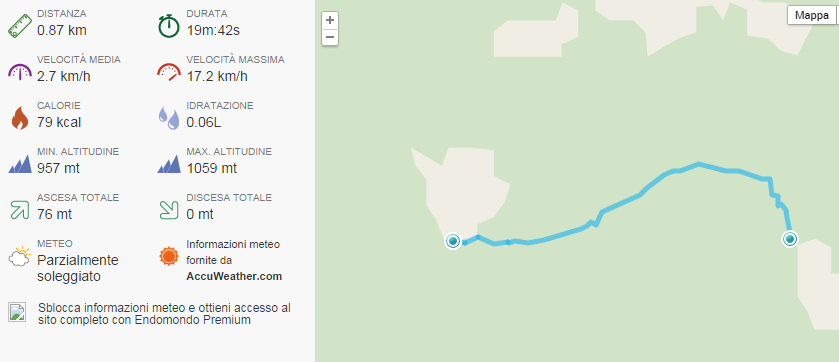 DISTANZA
0.87 km
DURATA
19m:42s
VELOCITÀ MEDIA
2.7 km/h
VELOCITÀ MASSIMA
17.2 km/h
CALORIE
79 kcal
IDRATAZIONE
0.06L
MIN. ALTITUDINE
957 mt
MAX. ALTITUDINE
1059 mt
ASCESA TOTALE
76 mt
DISCESA TOTALE
0 mt
METEO
Parzialmente
soleggiato
Informazioni meteo
fornite da
AccuWeather.com
Sblocca informazioni meteo e ottieni accesso al
sito completo con Endomondo Premium
+
−
Mappa